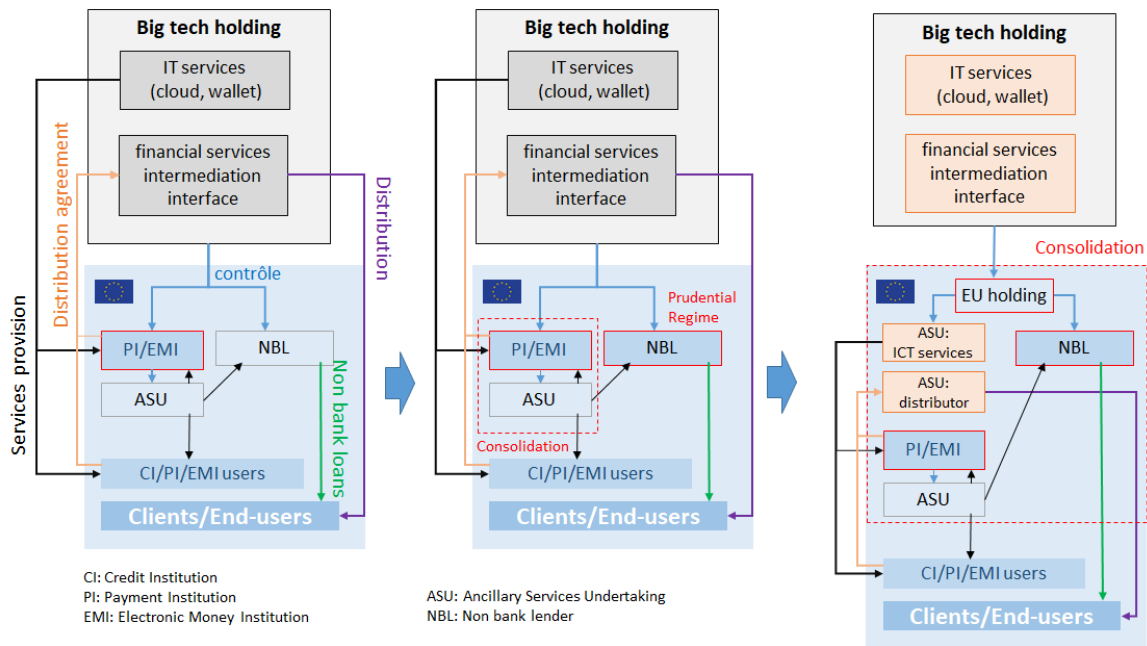 Big tech holding
IT services
(cloud, wallet)
financial services
intermediation
interface
Services provision
Distribution agreement
Distribution
contrôle
PI/EMI
NBL
ASU
Non bank loans
CI/PI/EMI users
Clients/End-users
Big tech holding
IT services
(cloud, wallet)
financial services
intermediation
interface
Prudential
Regime
PI/EMI
NBL
ASU
Consolidation
CI/PI/EMI users
Clients/End-users
Big tech holding
IT services
(cloud, wallet)
financial services
intermediation
interface
Consolidation
EU holding
ASU:
ICT services
NBL
ASU:
distributor
PI/EMI
ASU
CI/PI/EMI users
Clients/End-users
CI: Credit Institution
PI: Payment Institution
EMI: Electronic Money Institution
ASU: Ancillary Services Undertaking
NBL: Non bank lender